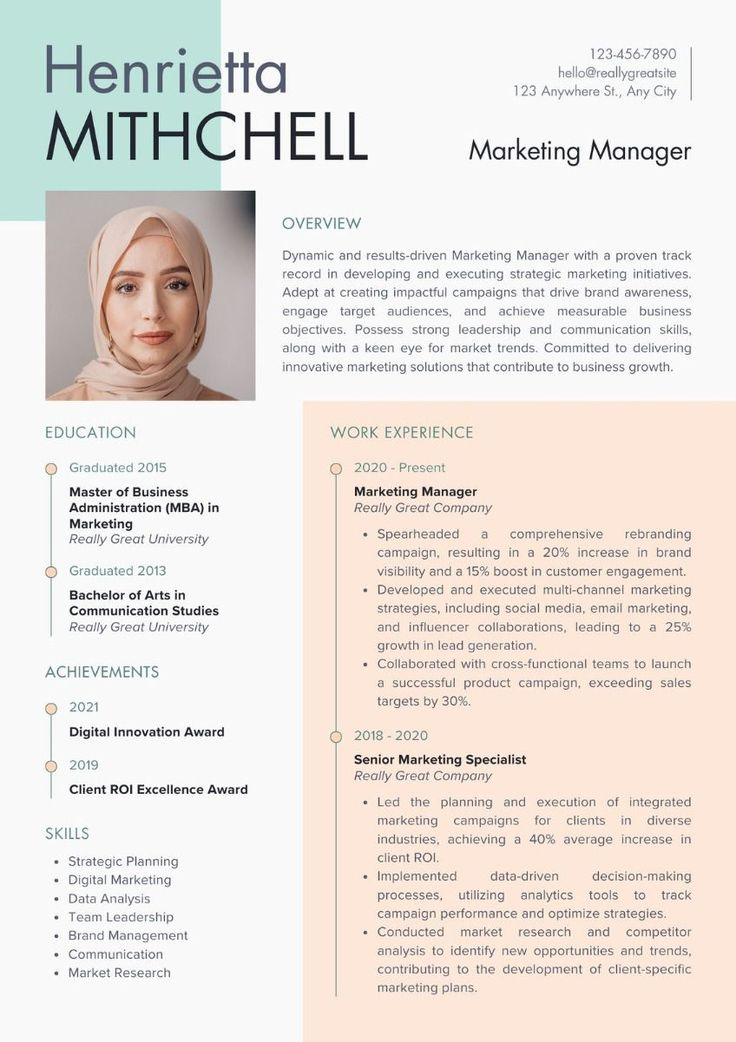 Henrietta
MITHCHELL
123-456-7890
hello@reallygreatsite
123 Anywhere St., Any City
Marketing Manager
OVERVIEW
Dynamic and results-driven Marketing Manager with a proven track
record in developing and executing strategic marketing initiatives.
Adept at creating impactful campaigns that drive brand awareness,
engage target audiences, and achieve measurable business
objectives. Possess strong leadership and communication skills,
along with a keen eye for market trends. Committed to delivering
innovative marketing solutions that contribute to business growth.
EDUCATION
Graduated 2015
Master of Business
Administration (MBA) in
Marketing
Really Great University
Graduated 2013
Bachelor of Arts in
Communication Studies
Really Great University
ACHIEVEMENTS
2021
Digital Innovation Award
2019
Client ROI Excellence Award
SKILLS
• Strategic Planning
• Digital Marketing
• Data Analysis
• Team Leadership
• Brand Management
• Communication
• Market Research
WORK EXPERIENCE
2020 - Present
Marketing Manager
Really Great Company
• Spearheaded a comprehensive rebranding
campaign, resulting in a 20% increase in brand
visibility and a 15% boost in customer engagement.
• Developed and executed multi-channel marketing
strategies, including social media, email marketing,
and influencer collaborations, leading to a 25%
growth in lead generation.
• Collaborated with cross-functional teams to launch
a successful product campaign, exceeding sales
targets by 30%.
2018 - 2020
Senior Marketing Specialist
Really Great Company
• Led the planning and execution of integrated
marketing campaigns for clients in diverse
industries, achieving a 40% average increase in
client ROI.
• Implemented data-driven decision-making
processes, utilizing analytics tools to track
campaign performance and optimize strategies.
• Conducted market research and competitor
analysis to identify new opportunities and trends,
contributing to the development of client-specific
marketing plans.